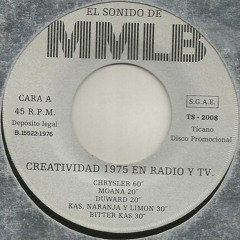 EL SONIDO DE
MMLB
CARA A
45 R.P.M.
Depósito legal
B.15522-1976
S.G.A.E.
TS - 2008
Ticano
Disco Promocional
CREATIVIDAD 1975 EN RADIO Y TV.
CHRYSLER 60"
MOANA 20"
DUWARD 20"
KAS, NARANJA Y LIMON 30"
BITTER KAS 30"